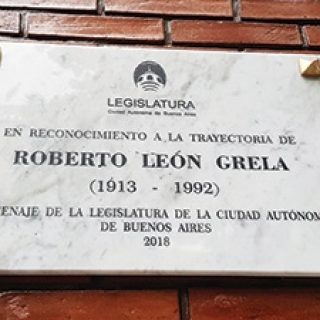 LEGISLATURA
Ciudad Autónoma de Buenos Aires
EN RECONOCIMIENTO A LA TRAYECTORIA DE
ROBERTO LEÓN GRELA
(1913 - 1992)
ENAJE DE LA LEGISLATURA DE LA CIUDAD AUTÓNOM
DE BUENOS AIRES
2018